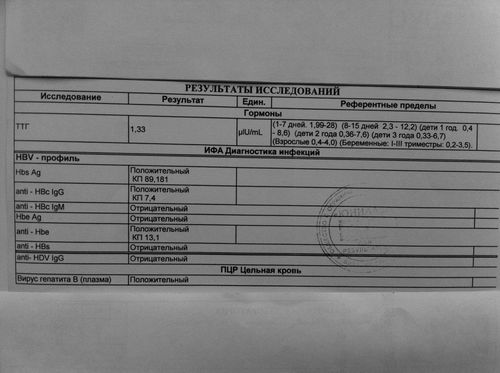 РЕЗУЛЬТАТЫ ИССЛЕДОВАНИЙ
Исследование Результат Един. Референтные пределы
Гормоны
ТТГ 1,33 µIU/mL (1-7 дней. 1,99-28) (8-15 дней 2,3 - 12,2) (дети 1 год. 0,4
- 8,6) (дети 2 года 0,36-7,6) (дети 3 года 0,33-6,7)
(Взрослые 0,4-4,0) (Беременные: I-III триместры: 0,2-3.5).
ИФА Диагностика инфекций
HBV - профиль
Hbs Ag Положительный
КП 89,181
anti - HBc IgG Положительный
КП 7,4
anti - HBc IgM Отрицательный
Hbe Ag Отрицательный
anti - Hbe Положительный
КП 13,1
anti - HBs Отрицательный
anti- HDV IgG Отрицательный
ПЦР Цельная кровь
Вирус гепатита В (плазма) Положительный